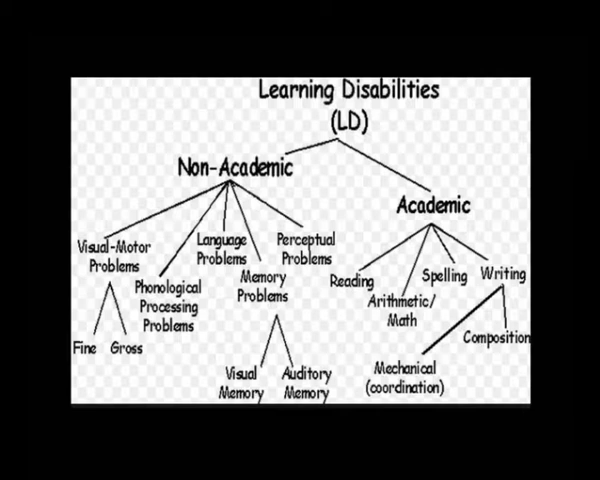 Learning Disabilities
(LD)
Non-Academic
Academic
Visual-Motor
Problems
Phonological
Processing
Problems
Language
Problems
Memory
Problems
Perceptual
Problems
Reading
Arithmetic/
Math
Spelling
Writing
Fine
Gross
Visual
Memory
Auditory
Memory
Mechanical
(coordination)
Composition